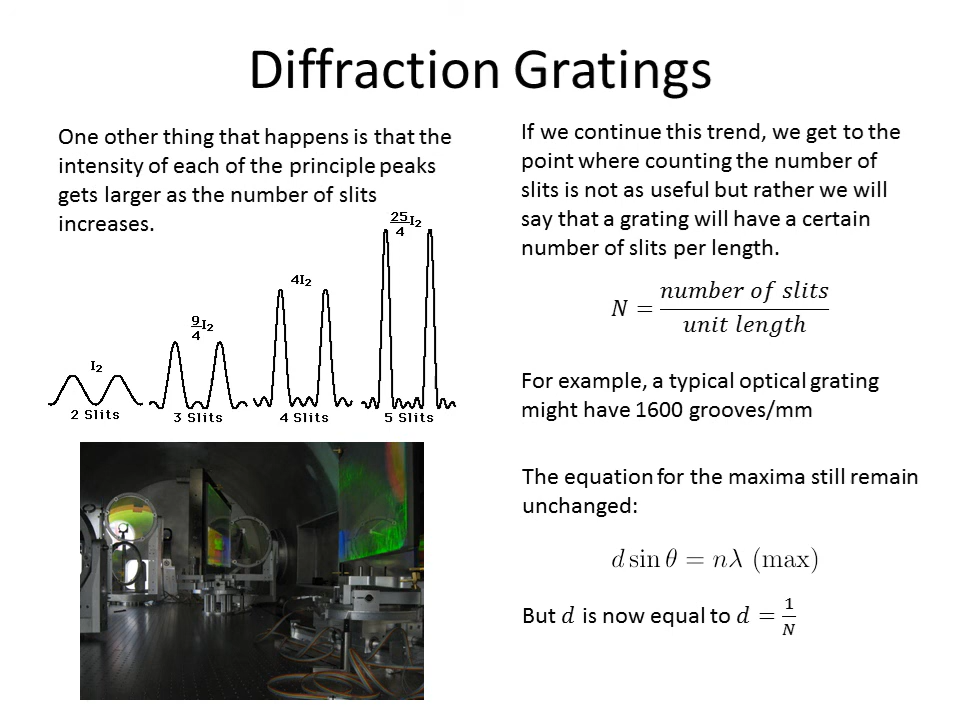 Diffraction Gratings
One other thing that happens is that the
intensity of each of the principle peaks
gets larger as the number of slits
increases.
I₂
9/4 I₂
4I₂
25/4 I₂
2 Slits
3 Slits
4 Slits
5 Slits
If we continue this trend, we get to the
point where counting the number of
slits is not as useful but rather we will
say that a grating will have a certain
number of slits per length.
N = number of slits / unit length
For example, a typical optical grating
might have 1600 grooves/mm
The equation for the maxima still remain
unchanged:
d sin θ = nλ (max)
But d is now equal to d = 1/N